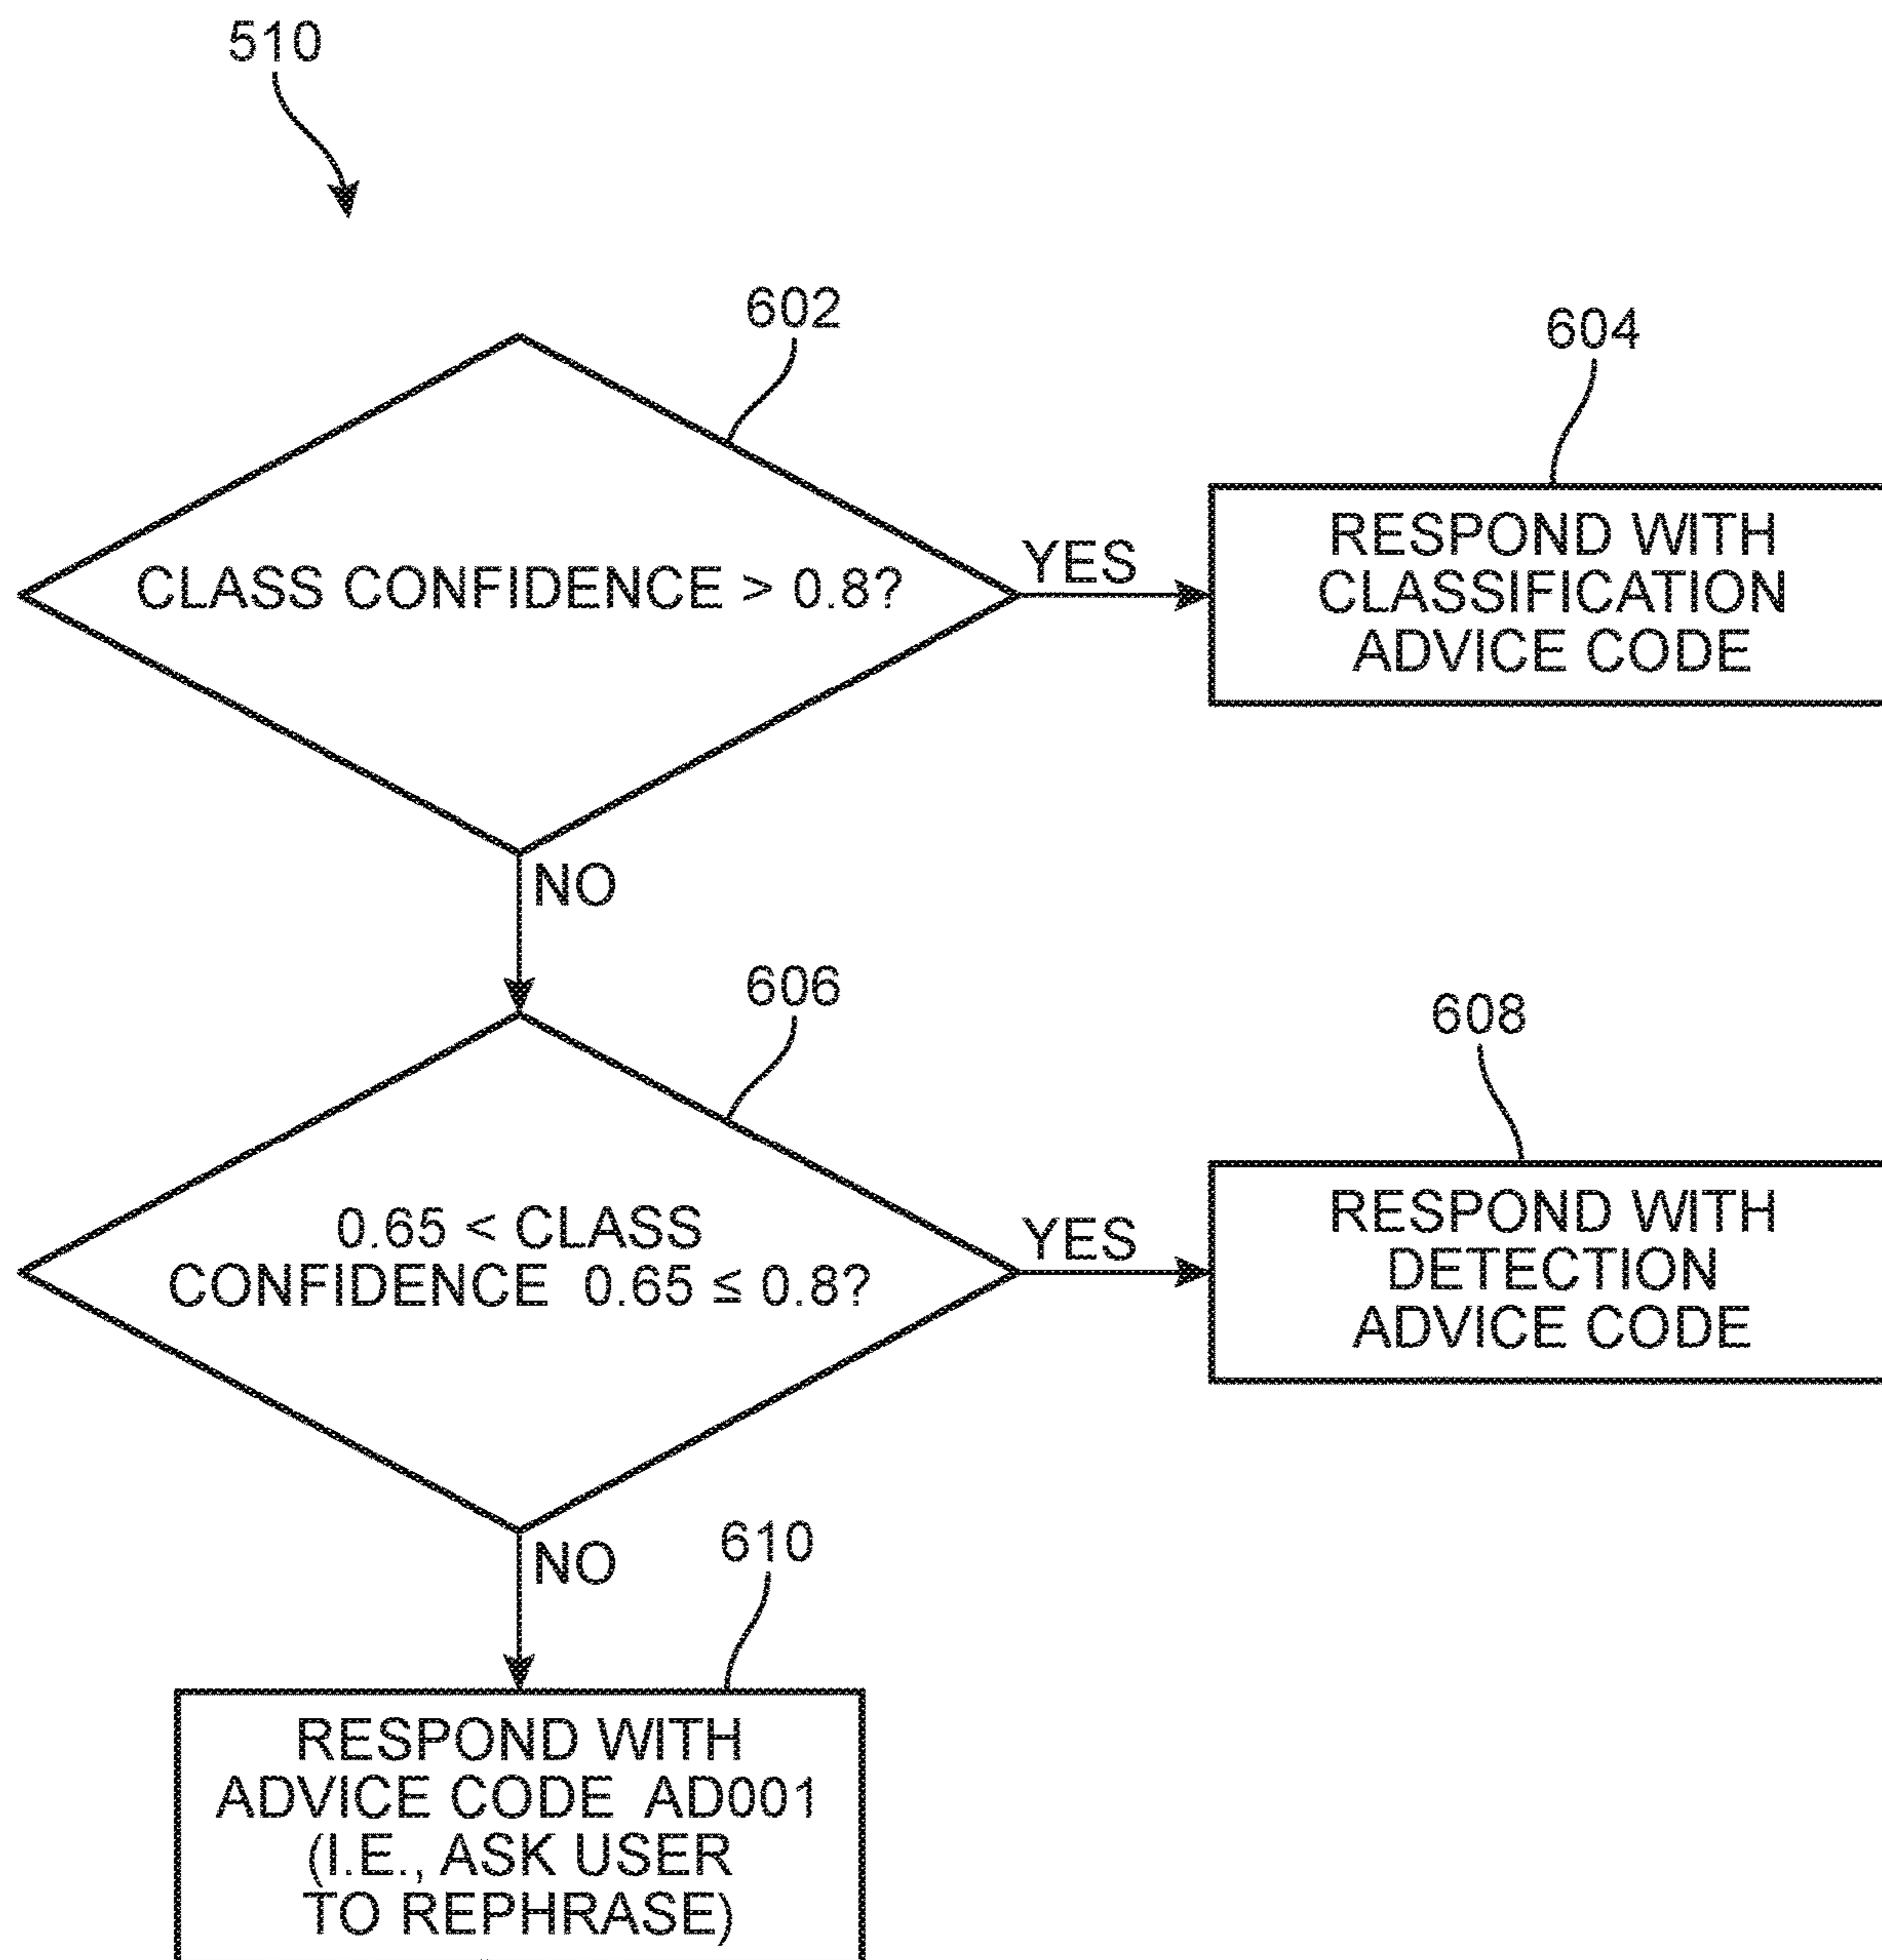 510
602
604
CLASS CONFIDENCE > 0.8?
YES
RESPOND WITH
CLASSIFICATION
ADVICE CODE
NO
606
608
0.65 < CLASS
CONFIDENCE 0.65 ≤ 0.8?
YES
RESPOND WITH
DETECTION
ADVICE CODE
NO
610
RESPOND WITH
ADVICE CODE AD001
(I.E., ASK USER
TO REPHRASE)